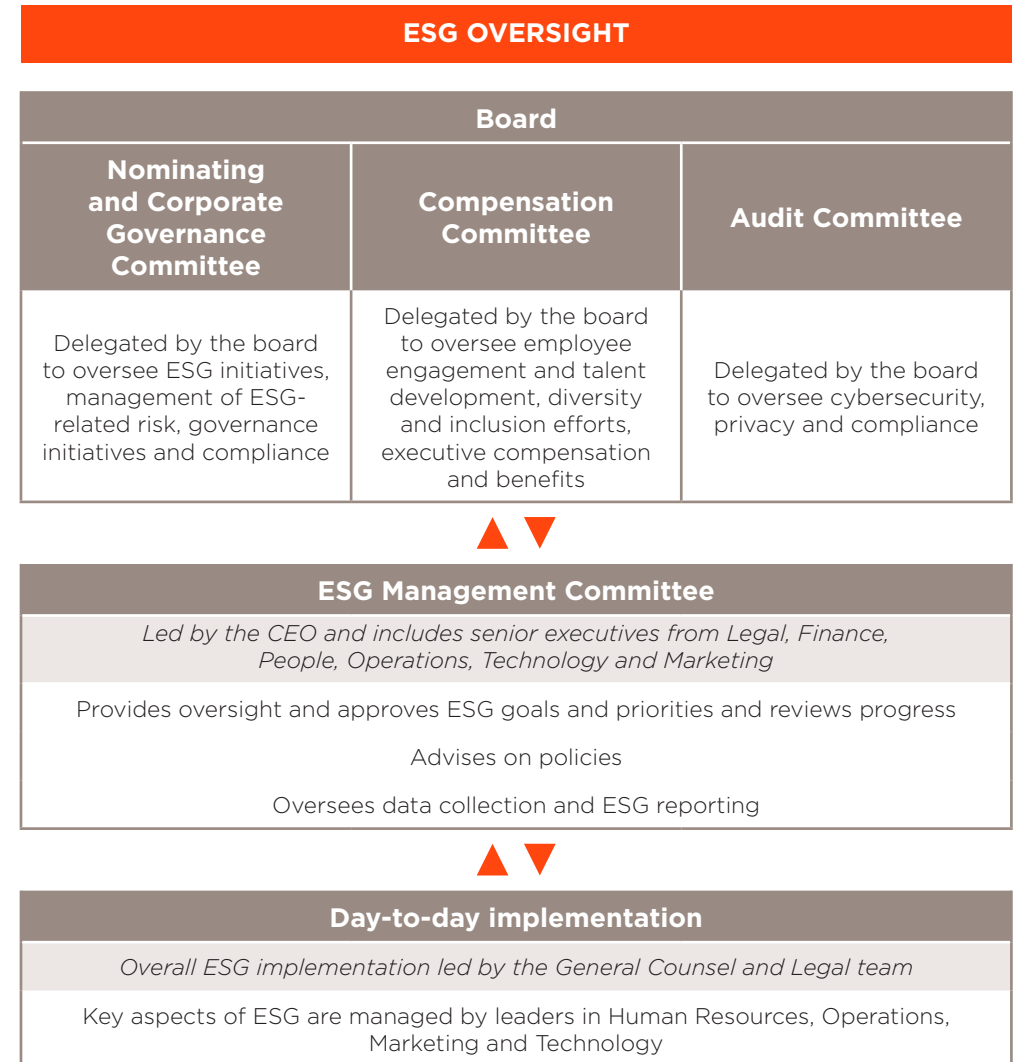 ESG OVERSIGHT
Board
Nominating
and Corporate
Governance
Committee
Compensation
Committee
Audit Committee
Delegated by the board
to oversee ESG initiatives,
management of ESG-
related risk, governance
initiatives and compliance
Delegated by the board
to oversee employee
engagement and talent
development, diversity
and inclusion efforts,
executive compensation
and benefits
Delegated by the board
to oversee cybersecurity,
privacy and compliance
ESG Management Committee
Led by the CEO and includes senior executives from Legal, Finance,
People, Operations, Technology and Marketing
Provides oversight and approves ESG goals and priorities and reviews progress
Advises on policies
Oversees data collection and ESG reporting
Day-to-day implementation
Overall ESG implementation led by the General Counsel and Legal team
Key aspects of ESG are managed by leaders in Human Resources, Operations,
Marketing and Technology